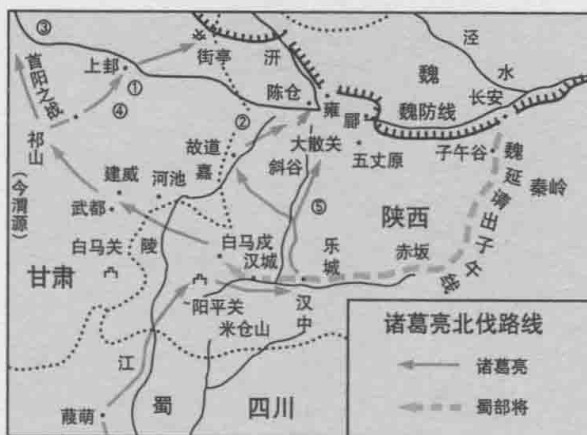 ③
首阳之战
上邽
①
④
街亭
汧
陈仓
雍
郿
魏
泾
水
魏防线
长安
祁山
（今渭源）
②
故道
嘉
陵
江
大散关
斜谷
五丈原
子午谷
秦岭
魏延请出子午线
建威
河池
武都
白马关
⑤
陕西
赤坂
甘肃
白马戍
汉城
乐城
阳平关
汉中
米仓山
葭萌
蜀
四川
诸葛亮北伐路线
诸葛亮
蜀部将